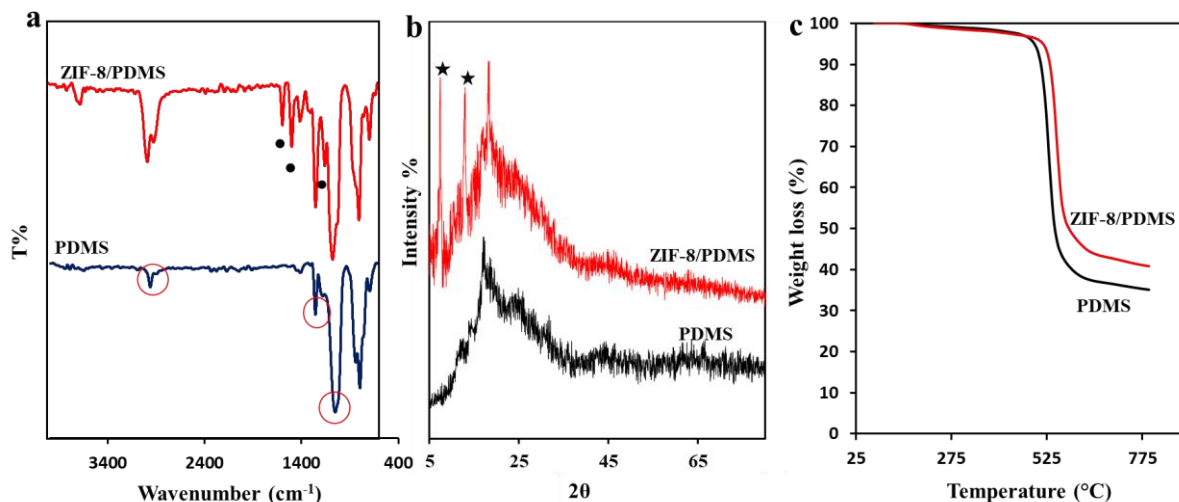 a
ZIF-8/PDMS
PDMS
T%
3400 2400 1400 400
Wavenumber (cm⁻¹)
b
★ ★
ZIF-8/PDMS
PDMS
Intensity %
5 25 45 65
2θ
c
100
90
80
70
60
50
40
30
20
10
0
ZIF-8/PDMS
PDMS
Weight loss (%)
25 275 525 775
Temperature (°C)